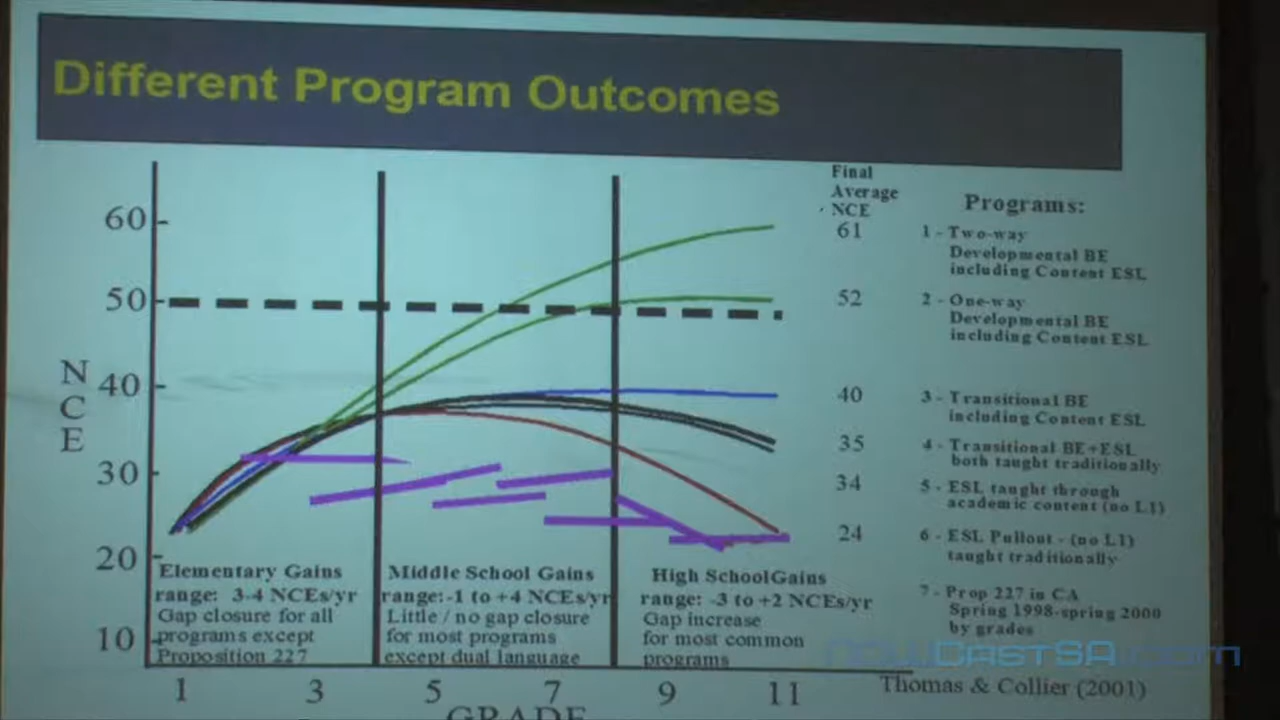 Different Program Outcomes
Final
Average
NCE
Programs:
60
50
40
30
20
10
NCE
61
52
40
35
34
24
1 - Two-way
Developmental BE
including Content ESL
2 - One-way
Developmental BE
including Content ESL
3 - Transitional BE
including Content ESL
4 - Transitional BE+ESL
both taught traditionally
5 - ESL taught through
academic content (no L1)
6 - ESL Pullout - (no L1)
taught traditionally
7 - Prop 227 in CA
Spring 1998-spring 2000
by grades
Elementary Gains
range: 3-4 NCEs/yr
Gap closure for all
programs except
Proposition 227
Middle School Gains
range:-1 to +4 NCEs/yr
Little / no gap closure
for most programs
except dual language
High SchoolGains
range: -3 to +2 NCEs/yr
Gap increase
for most common
programs
1 3 5 7 9 11
GRADE
Thomas & Collier (2001)
nowCastSA.com